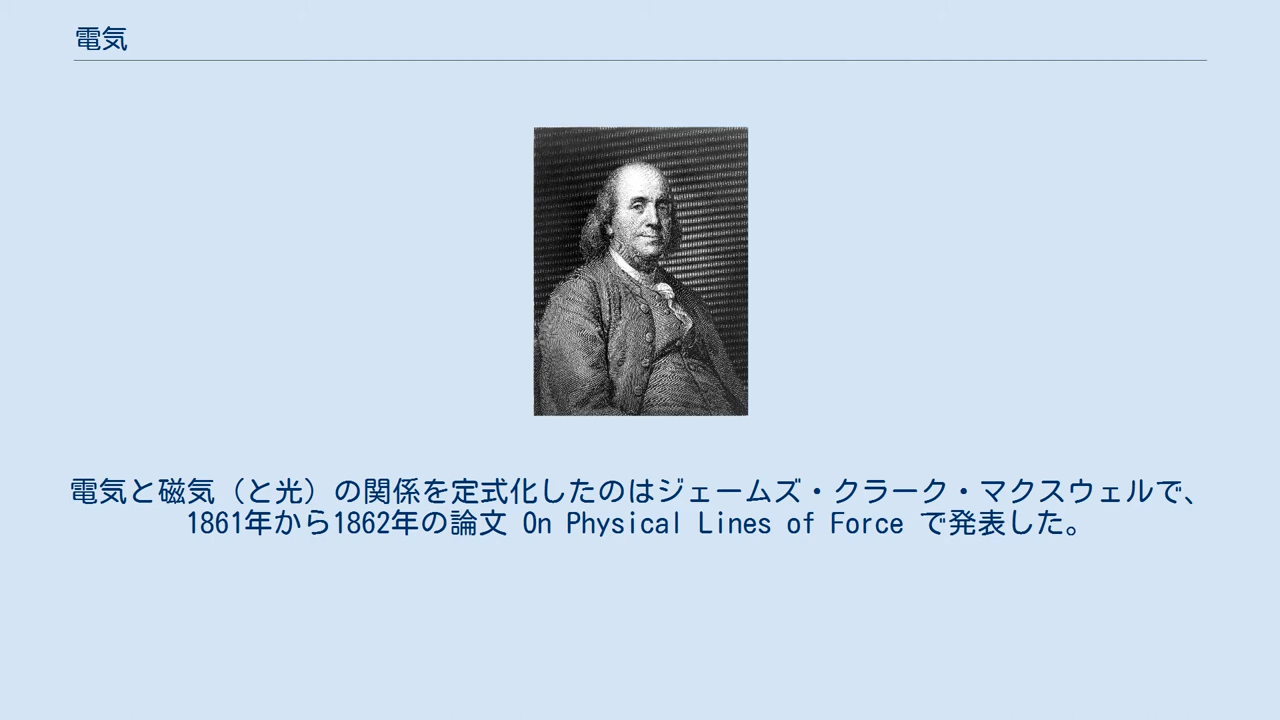 電気
電気と磁気（と光）の関係を定式化したのはジェームズ・クラーク・マクスウェルで、
1861年から1862年の論文 On Physical Lines of Force で発表した。